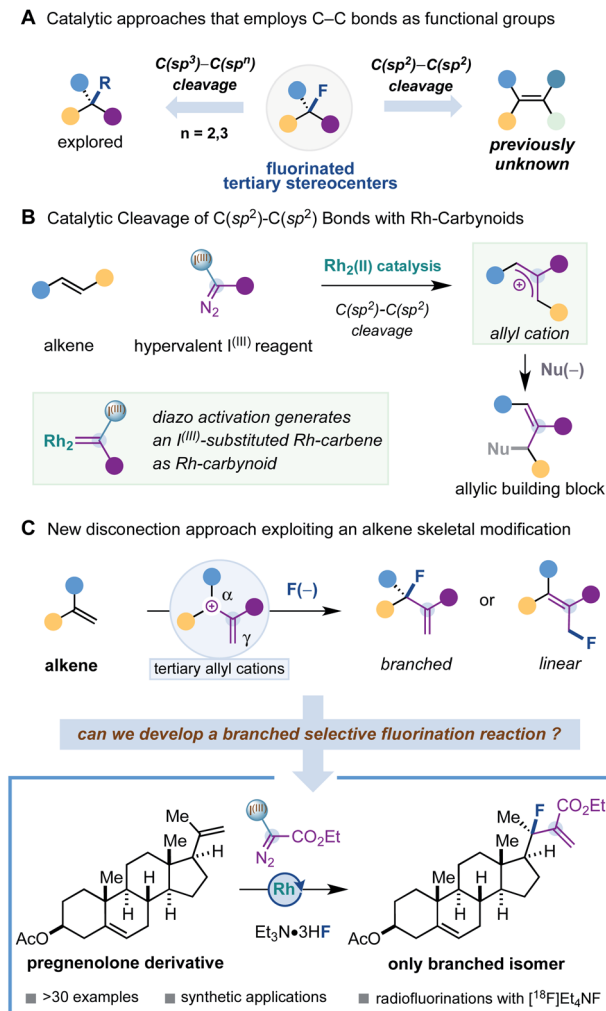 A Catalytic approaches that employs C–C bonds as functional groups
C(sp³)–C(spⁿ)
cleavage
n = 2,3
C(sp²)–C(sp²)
cleavage
R
F
explored
previously
unknown
fluorinated
tertiary stereocenters
B Catalytic Cleavage of C(sp²)-C(sp²) Bonds with Rh-Carbynoids
I(III)
N₂
Rh₂(II) catalysis
C(sp²)-C(sp²)
cleavage
+
alkene
hypervalent I(III) reagent
allyl cation
Nu(−)
I(III)
Rh₂
diazo activation generates
an I(III)-substituted Rh-carbene
as Rh-carbynoid
Nu
allylic building block
C New disconection approach exploiting an alkene skeletal modification
α
+
γ
F(−)
F
or
F
alkene
tertiary allyl cations
branched
linear
can we develop a branched selective fluorination reaction ?
Me
Me
Me
H
H
H
H
AcO
I(III)
CO₂Et
N₂
Rh
Et₃N•3HF
F
CO₂Et
Me
Me
Me
H
H
H
H
AcO
pregnenolone derivative
only branched isomer
>30 examples
synthetic applications
radiofluorinations with [¹⁸F]Et₄NF